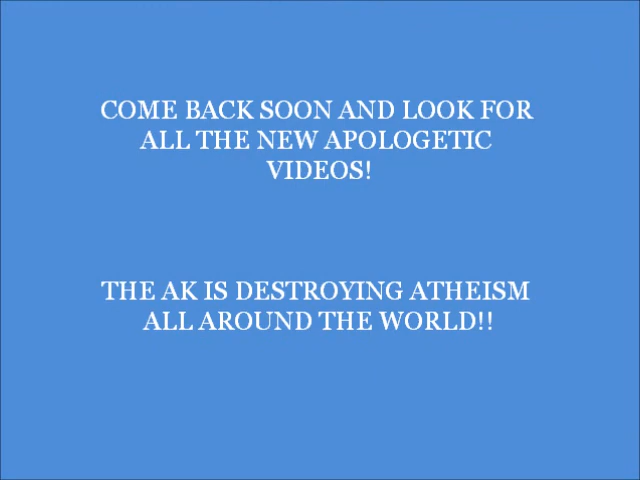 COME BACK SOON AND LOOK FOR
ALL THE NEW APOLOGETIC
VIDEOS!
THE AK IS DESTROYING ATHEISM
ALL AROUND THE WORLD!!